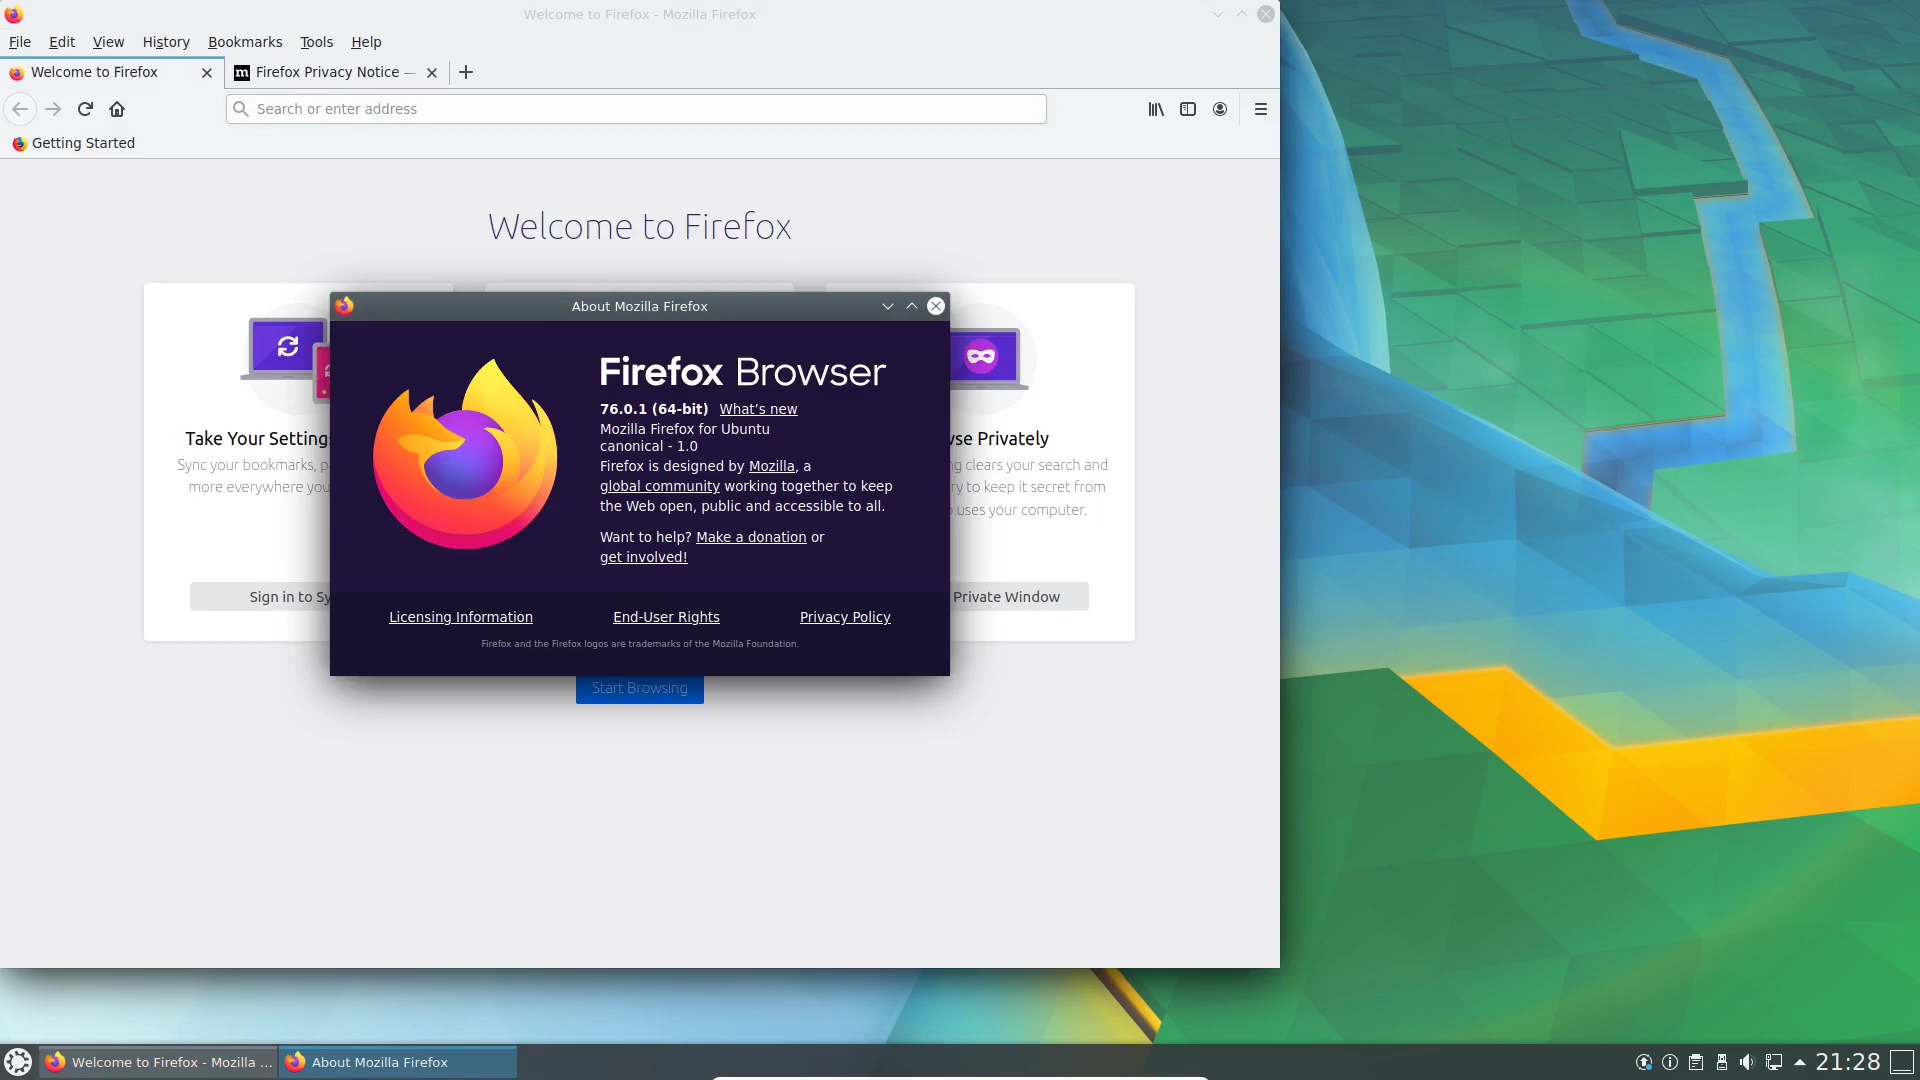 Welcome to Firefox - Mozilla Firefox
File Edit View History Bookmarks Tools Help
Welcome to Firefox
Firefox Privacy Notice —
Search or enter address
Getting Started
Welcome to Firefox
About Mozilla Firefox
Firefox Browser
76.0.1 (64-bit) What's new
Mozilla Firefox for Ubuntu
canonical - 1.0
Firefox is designed by Mozilla, a
global community working together to keep
the Web open, public and accessible to all.
Want to help? Make a donation or
get involved!
Licensing Information End-User Rights Privacy Policy
Firefox and the Firefox logos are trademarks of the Mozilla Foundation.
Take Your Setting
Sync your bookmarks, p
more everywhere you
Sign in to Sy
se Privately
g clears your search and
ry to keep it secret from
uses your computer.
Private Window
Start Browsing
Welcome to Firefox - Mozilla ...
About Mozilla Firefox
21:28